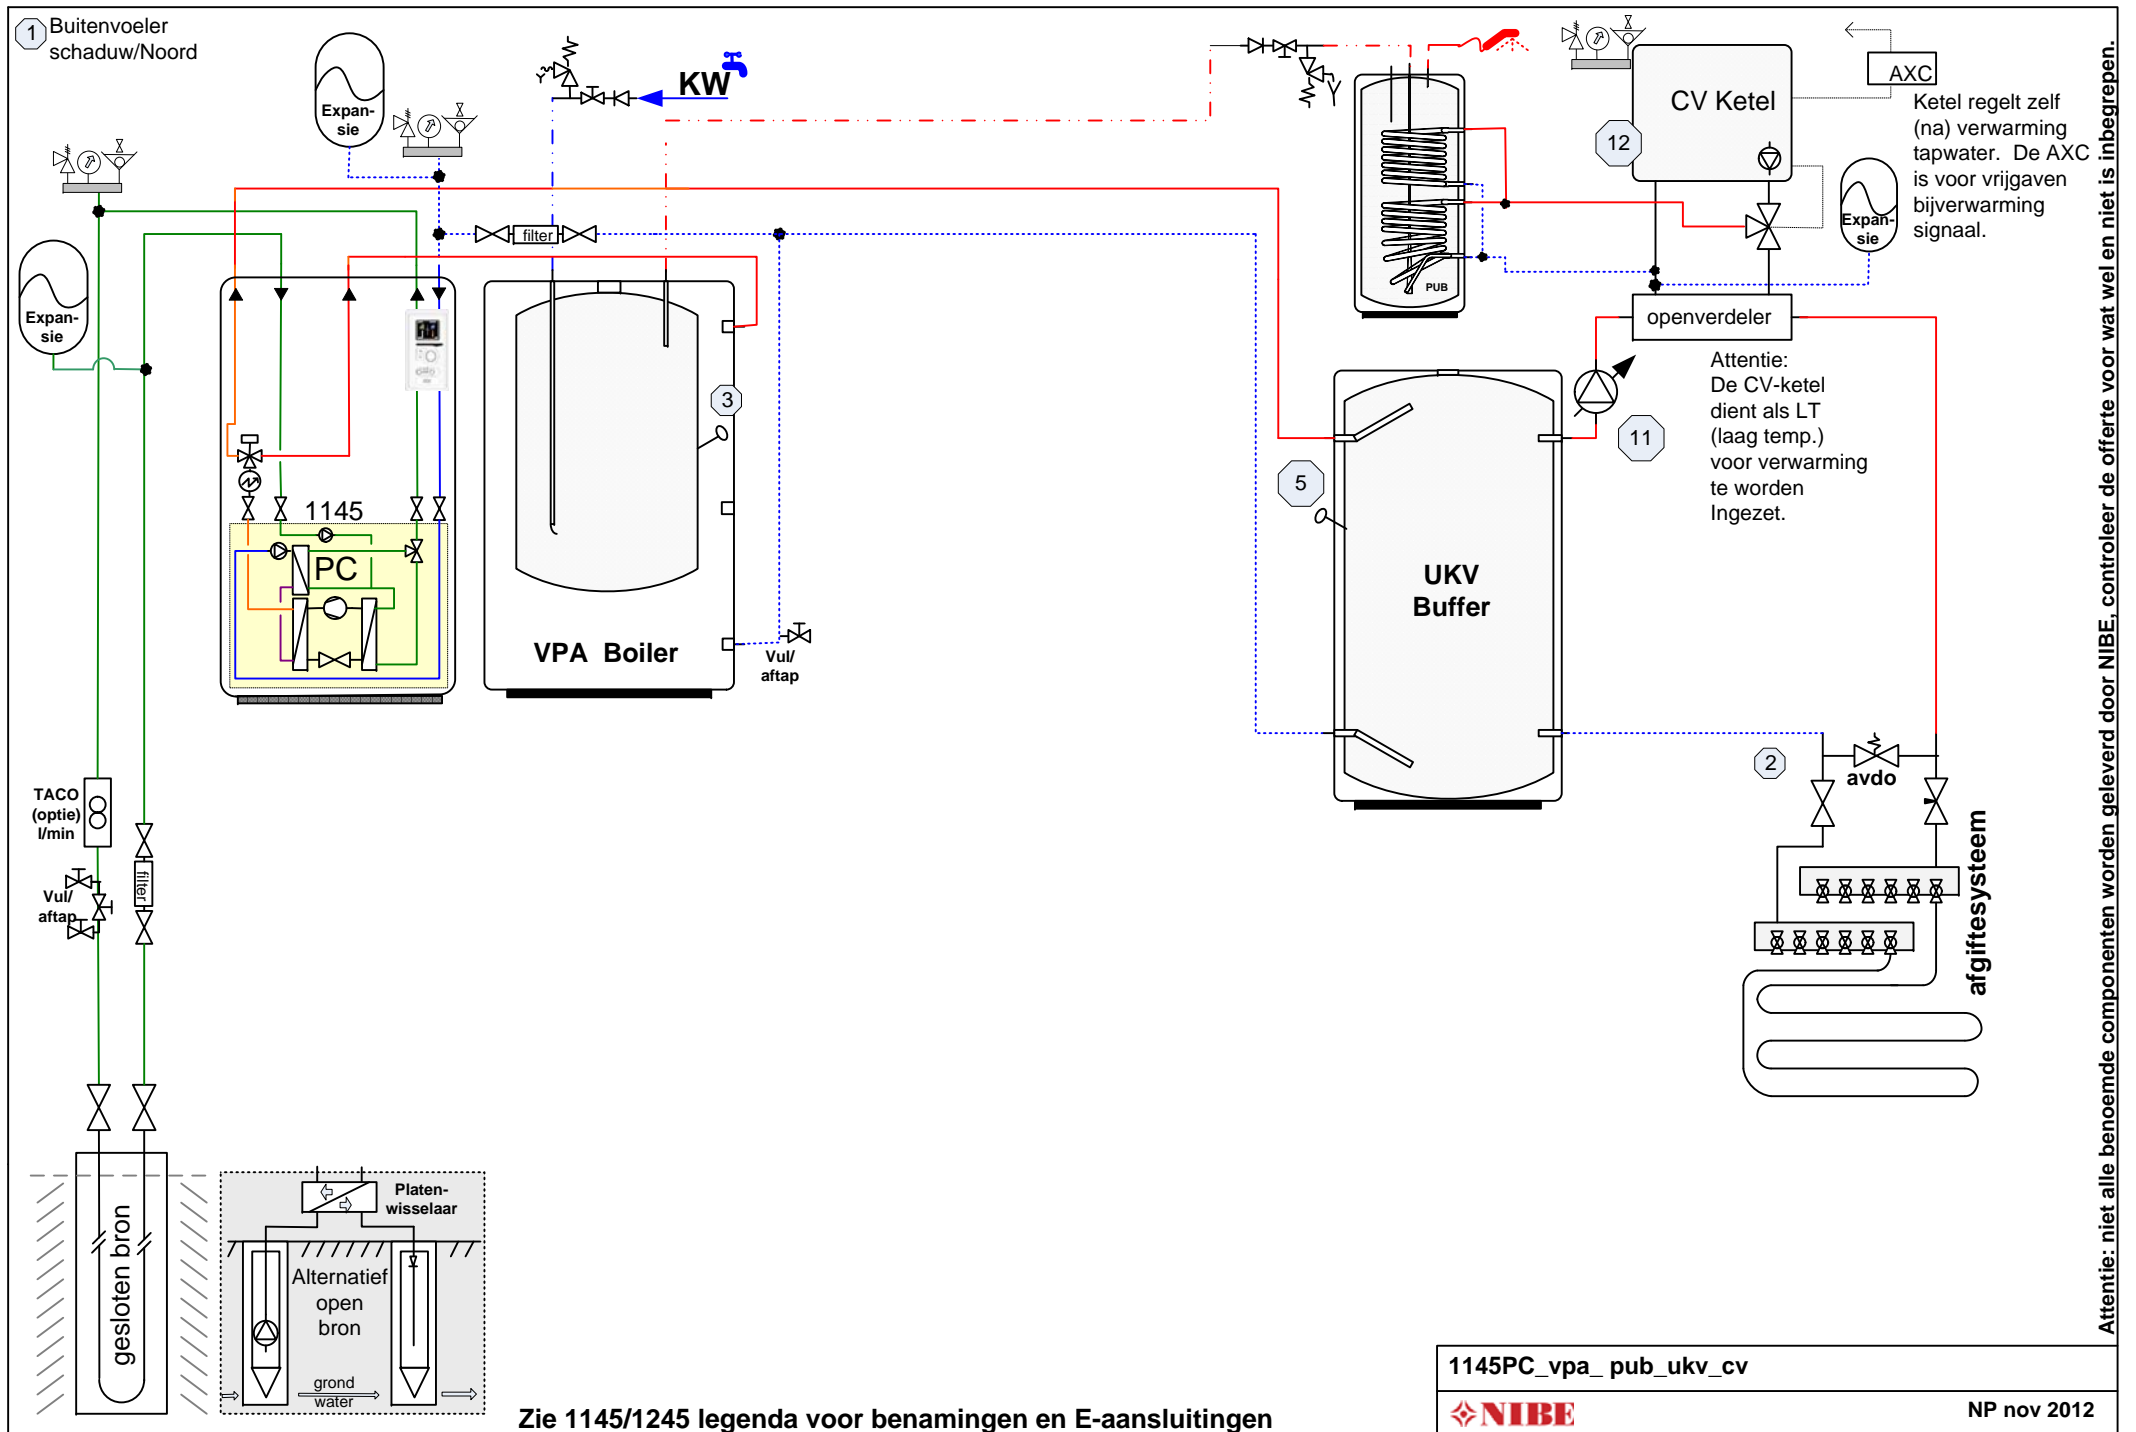 1
Buitenvoeler
schaduw/Noord
Expan-
sie
KW
CV Ketel
AXC
12
Ketel regelt zelf
(na) verwarming
tapwater. De AXC
is voor vrijgaven
bijverwarming
signaal.
Expan-
sie
Expan-
sie
filter
PUB
openverdeler
Attentie:
De CV-ketel
dient als LT
(laag temp.)
voor verwarming
te worden
Ingezet.
3
11
5
1145
PC
UKV
Buffer
VPA Boiler
Vul/
aftap
2
avdo
TACO
(optie)
l/min
filter
Vul/
aftap
afgiftesysteem
gesloten bron
Platen-
wisselaar
Alternatief
open
bron
grond
water
Zie 1145/1245 legenda voor benamingen en E-aansluitingen
1145PC_vpa_ pub_ukv_cv
NIBE
NP nov 2012
Attentie: niet alle benoemde componenten worden geleverd door NIBE, controleer de offerte voor wat wel en niet is inbegrepen.